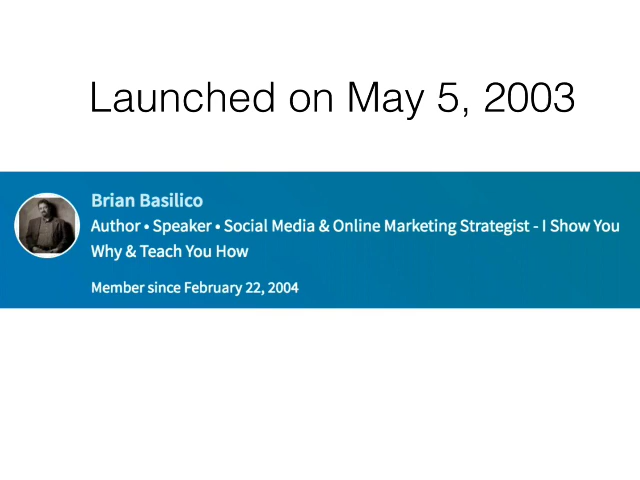 Launched on May 5, 2003
Brian Basilico
Author • Speaker • Social Media & Online Marketing Strategist - I Show You
Why & Teach You How
Member since February 22, 2004